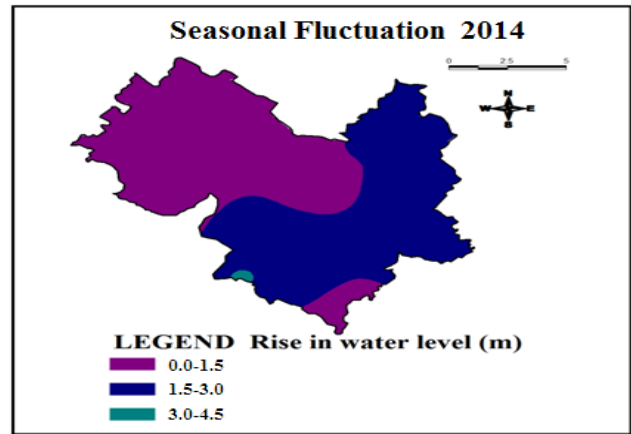 Seasonal Fluctuation 2014
0 2.5 5
N
W E
S
LEGEND Rise in water level (m)
0.0-1.5
1.5-3.0
3.0-4.5